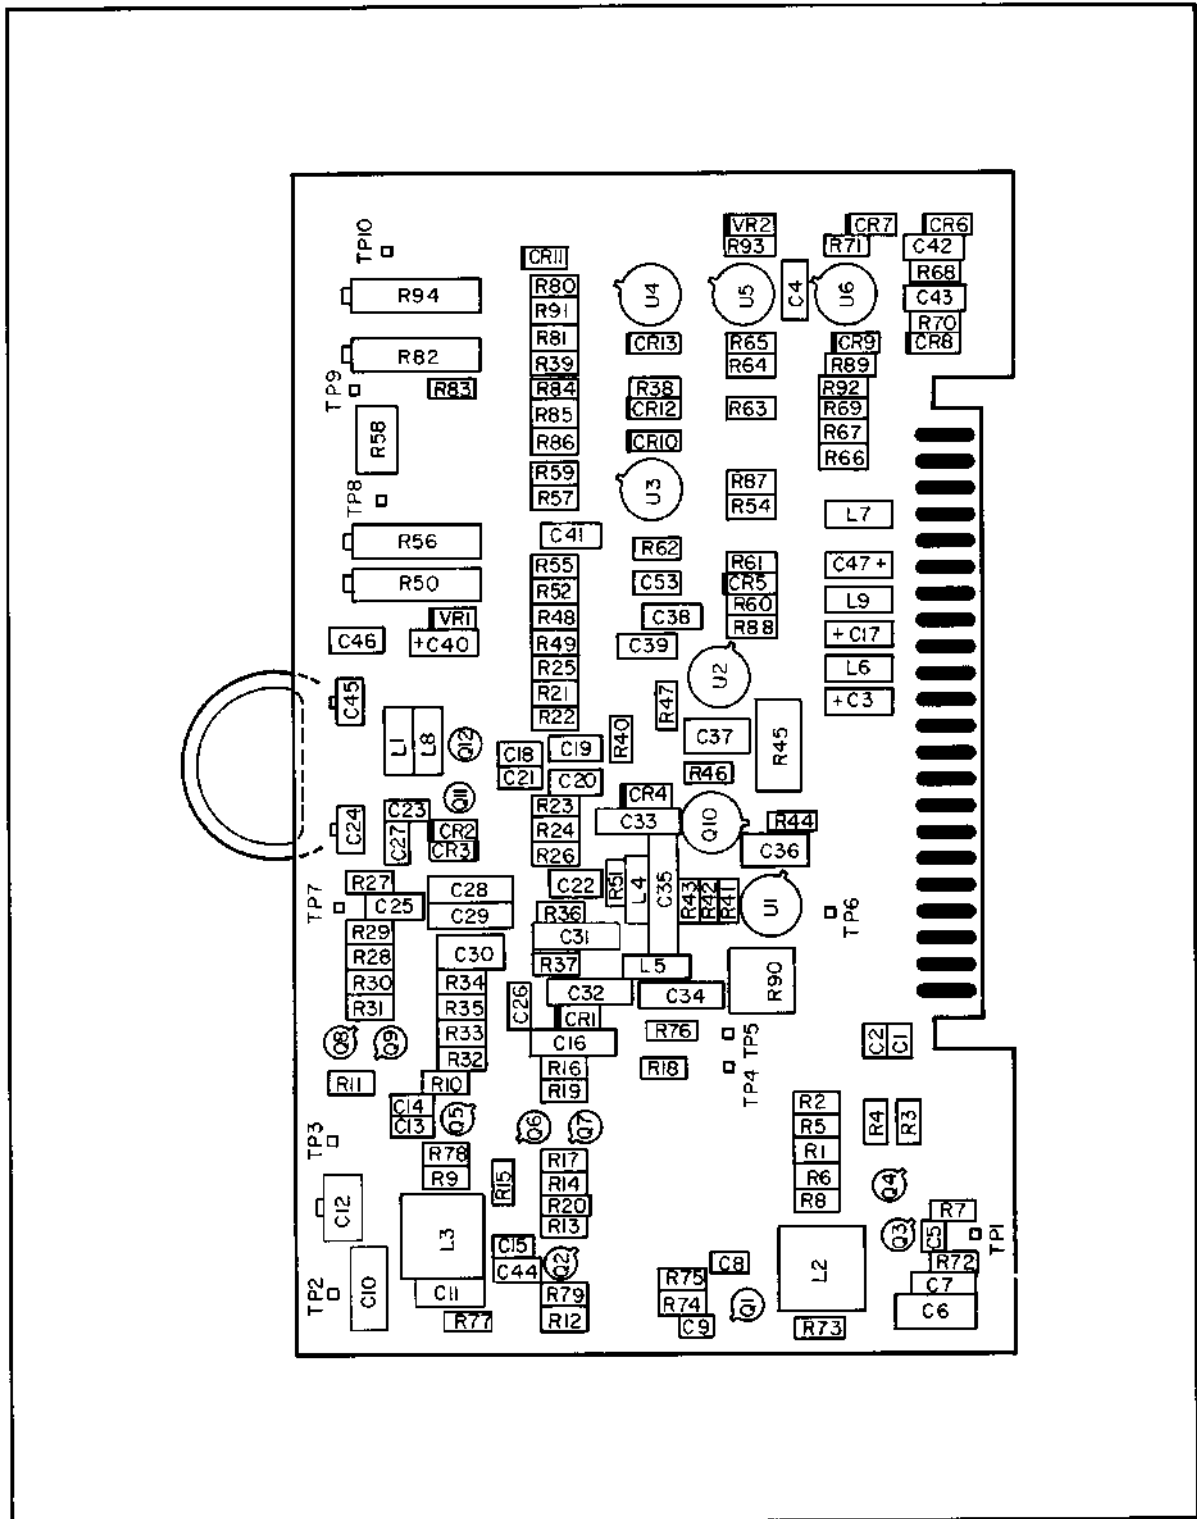 TP10
VR2
CR7
CR6
R93
R71
C42
CR11
R68
R80
R94
U4
U5
C4
U6
C43
R91
R70
R81
CR13
R65
CR9
CR8
R82
R39
R64
R89
TP9
R83
R84
R38
R92
R85
CR12
R63
R69
R58
R86
CR10
R67
R66
R59
U3
R87
TP8
R57
R54
L7
C41
R56
R62
R55
R61
C47 +
R50
R52
C53
CR5
L9
VR1
R48
C38
R60
R88
+C17
C46
+C40
R49
C39
R25
U2
L6
C45
R21
R47
+C3
R22
L1
L8
Q12
C18
C19
R40
C37
R45
C21
C20
R46
Q11
CR4
C23
R23
C33
Q10
R44
C24
C27
CR2
R24
CR3
R26
C36
R27
C28
C22
R51
L4
C35
R43
R42
R41
U1
TP7
C25
C29
R36
TP6
R29
C31
R28
C30
R37
L5
R90
R30
R34
C32
C34
R31
R35
C26
CR1
R76
TP5
Q8
Q9
R33
C16
C2
C1
R32
R16
R18
TP4
R11
R10
R19
C14
R2
C13
Q5
Q6
Q7
R5
R4
R3
TP3
R78
R17
R1
R9
R15
R14
R6
Q4
C12
R20
R8
R7
L3
R13
Q3
C5
TP1
C15
Q2
C8
L2
R72
C44
R75
C7
TP2
C10
C11
R79
R74
Q1
C6
R77
R12
C9
R73